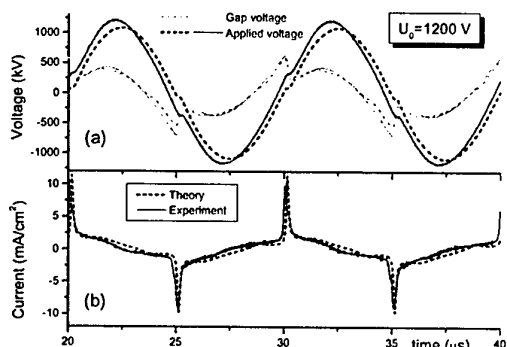 Gap voltage
Applied voltage
U₀=1200 V
Voltage (kV)
1000
500
0
-500
-1000
(a)
Theory
Experiment
Current (mA/cm²)
10
5
0
-5
-10
(b)
20
25
30
35
40
time (μs)